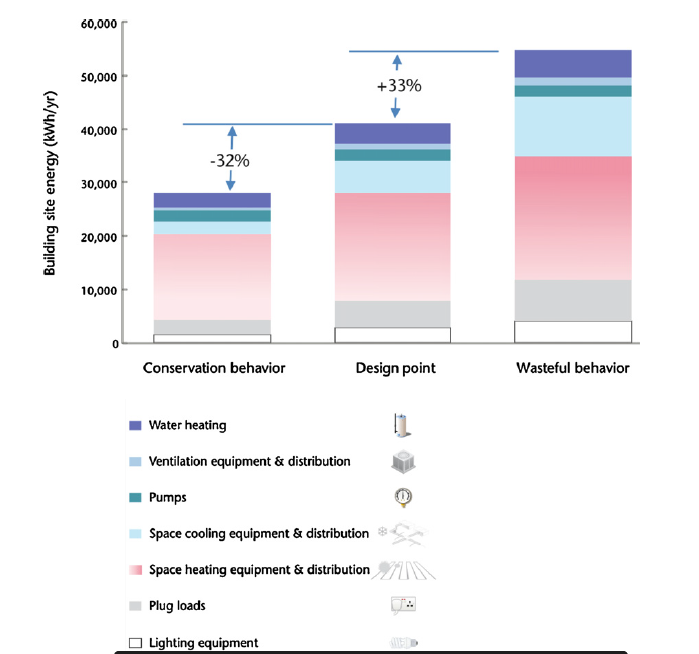 Building site energy (kWh/yr)
60,000
50,000
40,000
30,000
20,000
10,000
0
-32%
+33%
Conservation behavior
Design point
Wasteful behavior
Water heating
Ventilation equipment & distribution
Pumps
Space cooling equipment & distribution
Space heating equipment & distribution
Plug loads
Lighting equipment